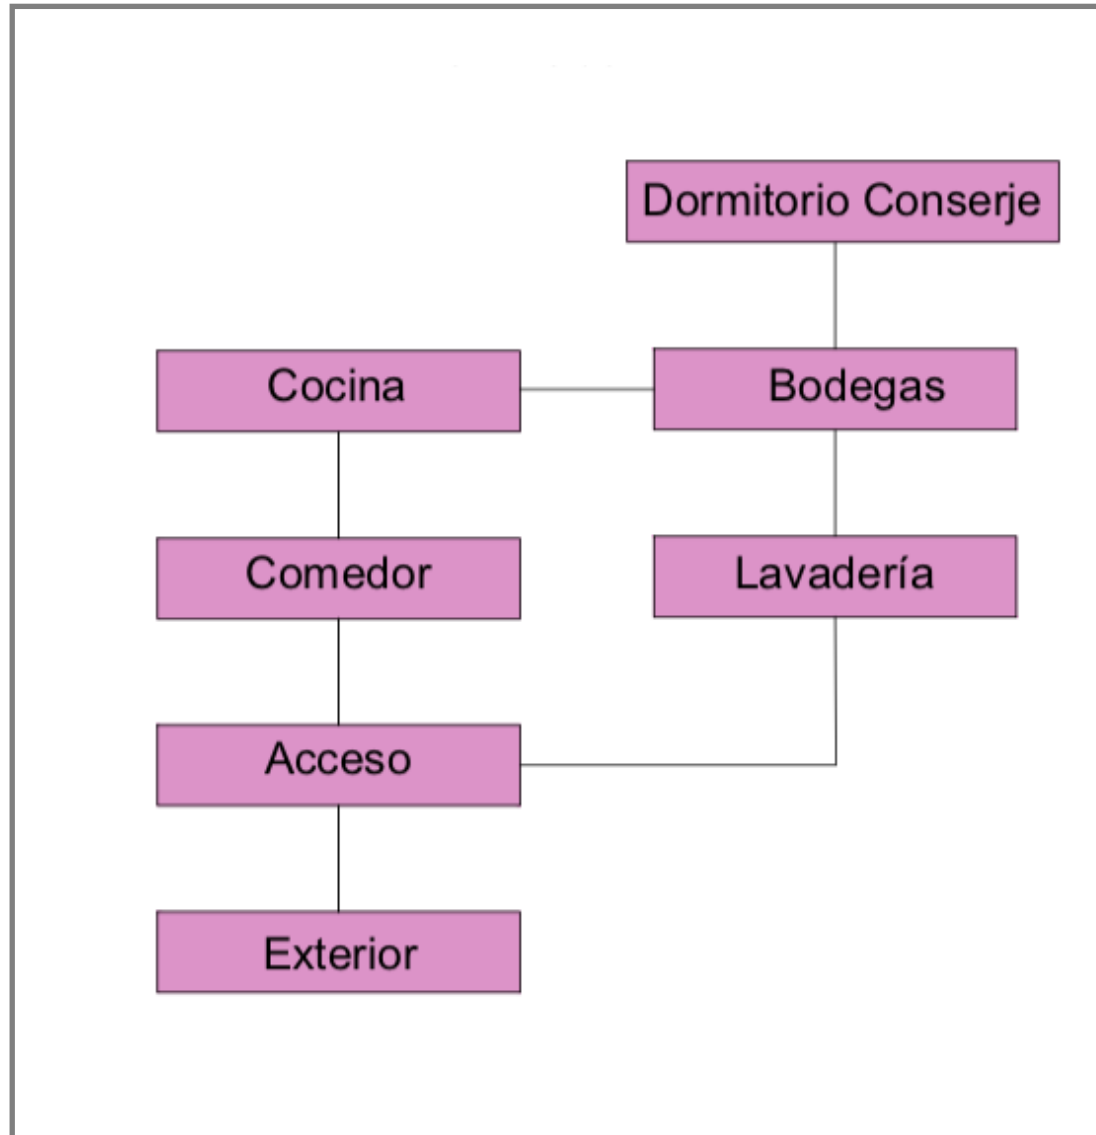 Dormitorio Conserje
Cocina
Bodegas
Comedor
Lavadería
Acceso
Exterior